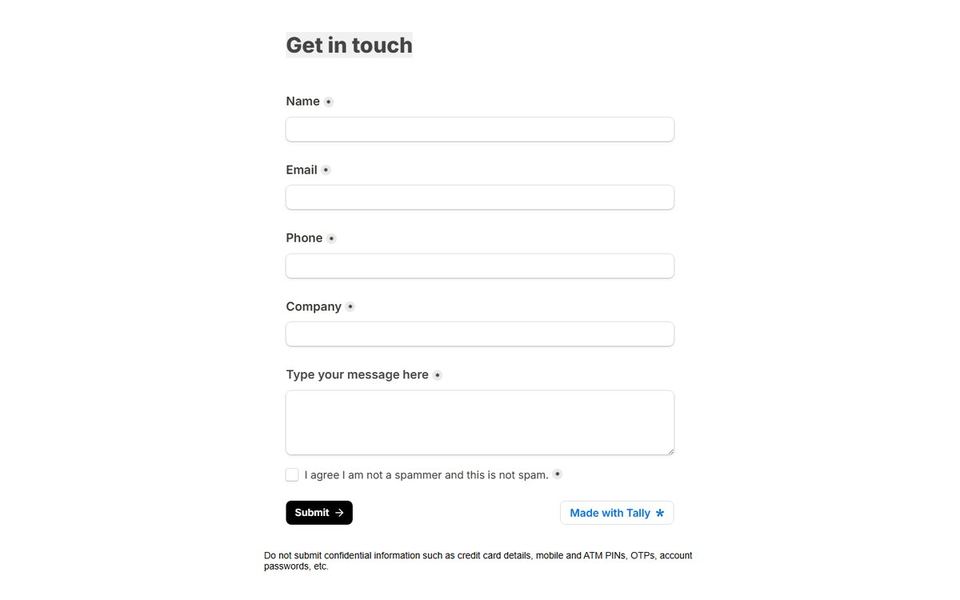 Get in touch
Name *
Email *
Phone *
Company *
Type your message here *
I agree I am not a spammer and this is not spam. *
Submit →
Made with Tally *
Do not submit confidential information such as credit card details, mobile and ATM PINs, OTPs, account
passwords, etc.